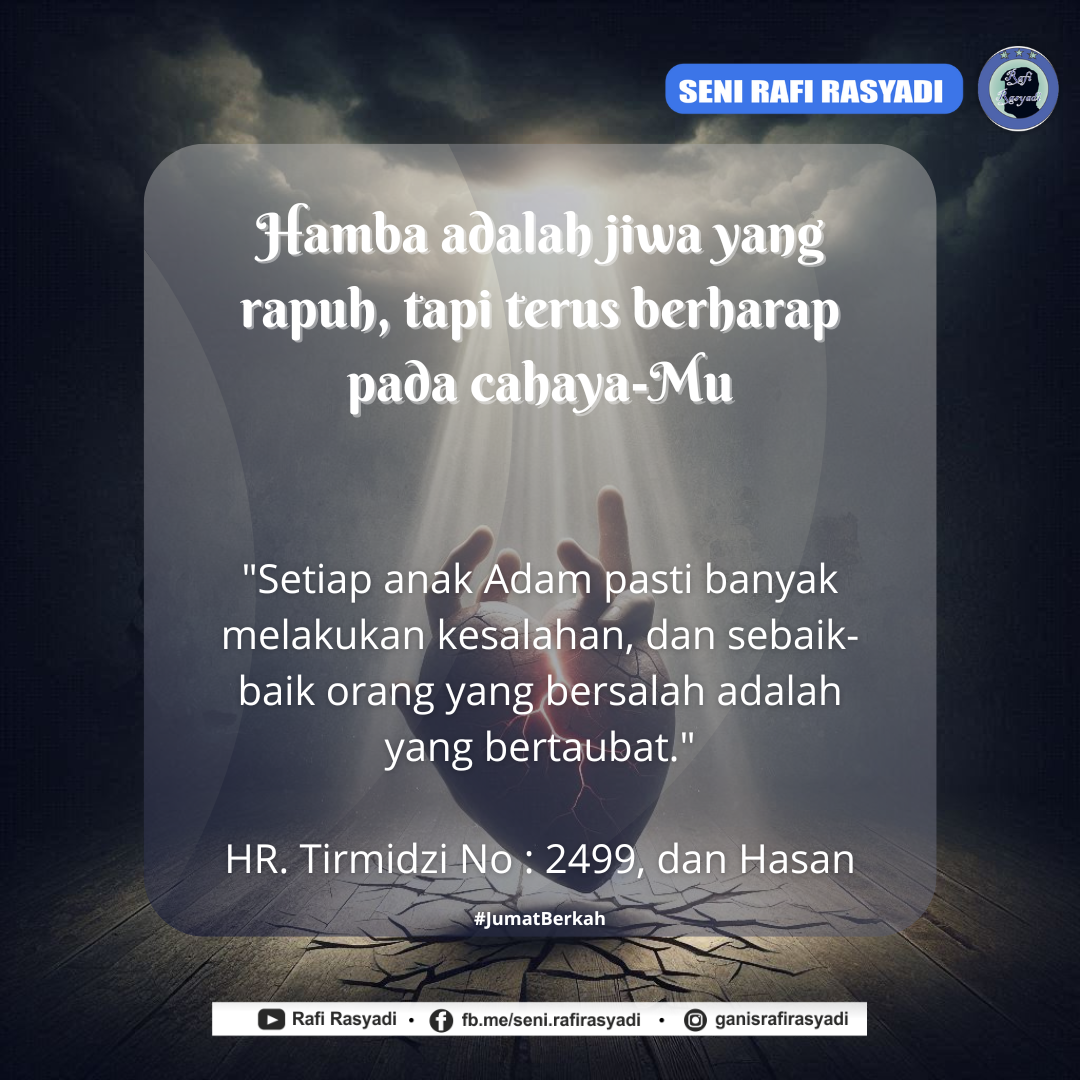 SENI RAFI RASYADI
Rafi
Rasyadi
Hamba adalah jiwa yang
rapuh, tapi terus berharap
pada cahaya-Mu
"Setiap anak Adam pasti banyak
melakukan kesalahan, dan sebaik-
baik orang yang bersalah adalah
yang bertaubat."
HR. Tirmidzi No : 2499, dan Hasan
#JumatBerkah
Rafi Rasyadi • fb.me/seni.rafirasyadi • ganisrafirasyadi